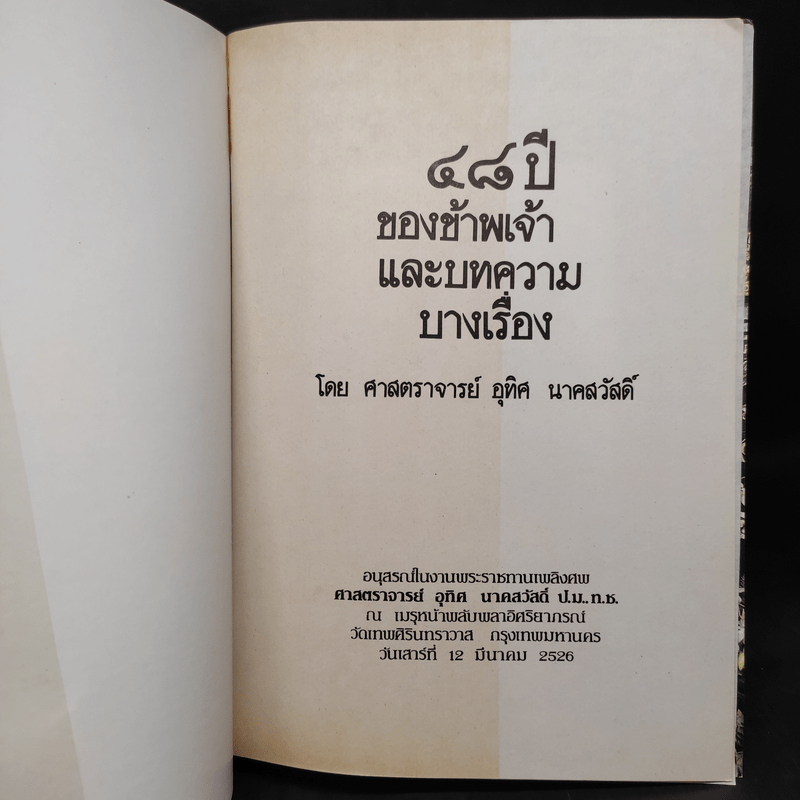 ๔๘ ปี
ของข้าพเจ้า
และบทความ
บางเรื่อง
โดย ศาสตราจารย์ อุทิศ นาคสวัสดิ์
อนุสรณ์ในงานพระราชทานเพลิงศพ
ศาสตราจารย์ อุทิศ นาคสวัสดิ์ ป.ม.,ท.ช.
ณ เมรุหน้าพลับพลาอิศริยาภรณ์
วัดเทพศิรินทราวาส กรุงเทพมหานคร
วันเสาร์ที่ 12 มีนาคม 2526